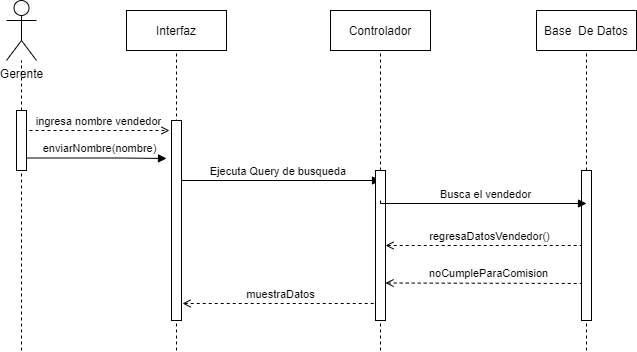 Interfaz
Controlador
Base De Datos
Gerente
ingresa nombre vendedor
enviarNombre(nombre)
Ejecuta Query de busqueda
Busca el vendedor
regresaDatosVendedor()
noCumpleParaComision
muestraDatos